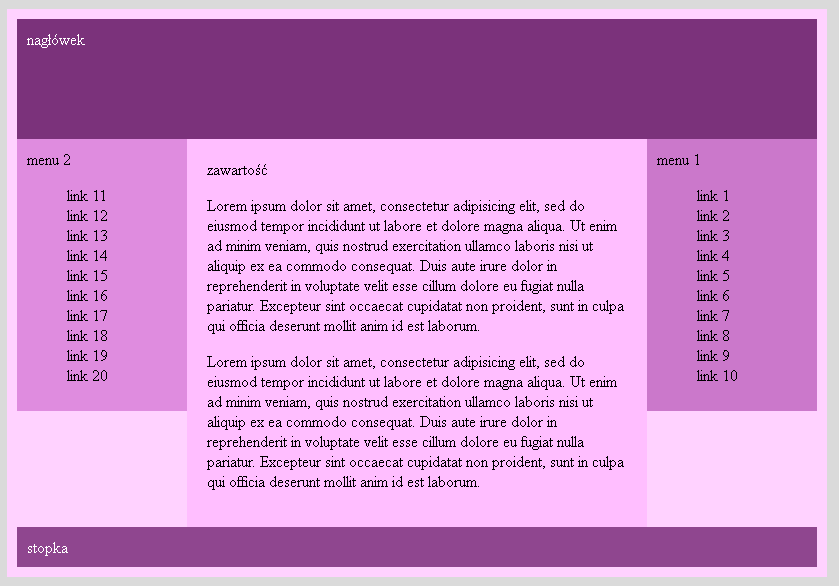 nagłówek
menu 2
link 11
link 12
link 13
link 14
link 15
link 16
link 17
link 18
link 19
link 20
zawartość
Lorem ipsum dolor sit amet, consectetur adipisicing elit, sed do
eiusmod tempor incididunt ut labore et dolore magna aliqua. Ut enim
ad minim veniam, quis nostrud exercitation ullamco laboris nisi ut
aliquip ex ea commodo consequat. Duis aute irure dolor in
reprehenderit in voluptate velit esse cillum dolore eu fugiat nulla
pariatur. Excepteur sint occaecat cupidatat non proident, sunt in culpa
qui officia deserunt mollit anim id est laborum.
Lorem ipsum dolor sit amet, consectetur adipisicing elit, sed do
eiusmod tempor incididunt ut labore et dolore magna aliqua. Ut enim
ad minim veniam, quis nostrud exercitation ullamco laboris nisi ut
aliquip ex ea commodo consequat. Duis aute irure dolor in
reprehenderit in voluptate velit esse cillum dolore eu fugiat nulla
pariatur. Excepteur sint occaecat cupidatat non proident, sunt in culpa
qui officia deserunt mollit anim id est laborum.
menu 1
link 1
link 2
link 3
link 4
link 5
link 6
link 7
link 8
link 9
link 10
stopka